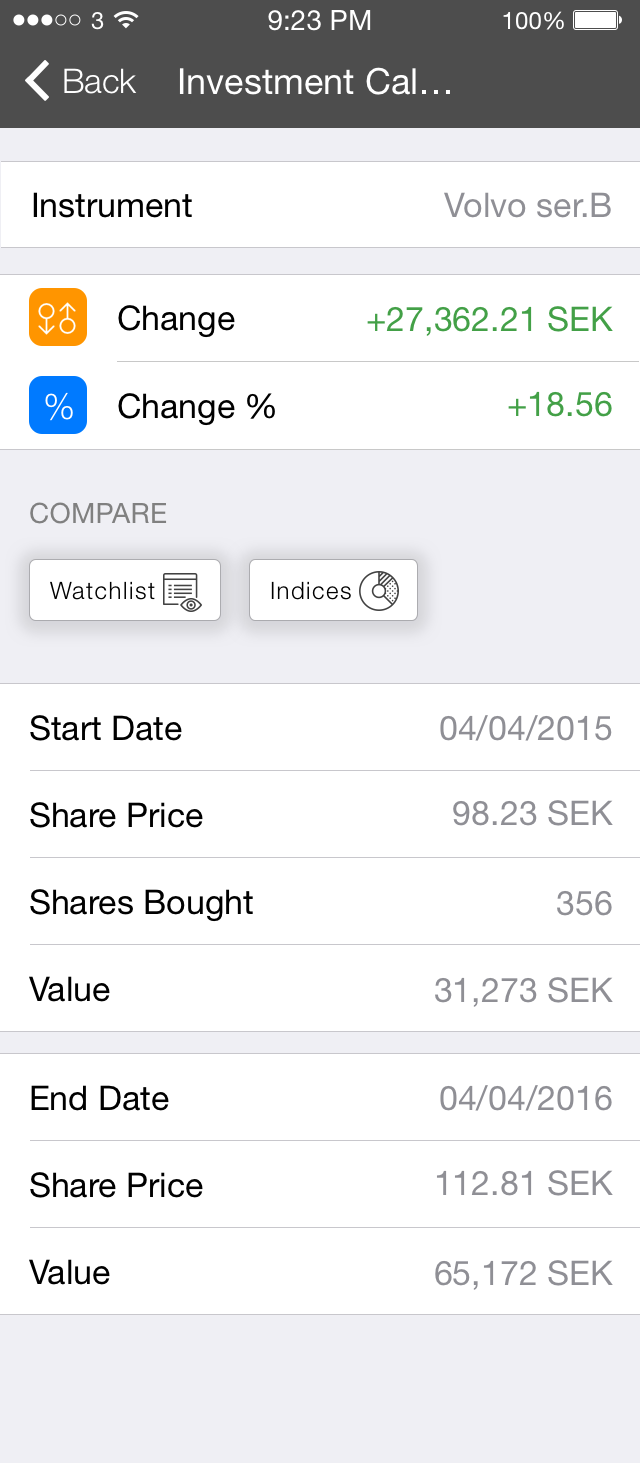 3 9:23 PM 100%
Back Investment Cal...
Instrument Volvo ser.B
Change +27,362.21 SEK
% Change % +18.56
COMPARE
Watchlist Indices
Start Date 04/04/2015
Share Price 98.23 SEK
Shares Bought 356
Value 31,273 SEK
End Date 04/04/2016
Share Price 112.81 SEK
Value 65,172 SEK